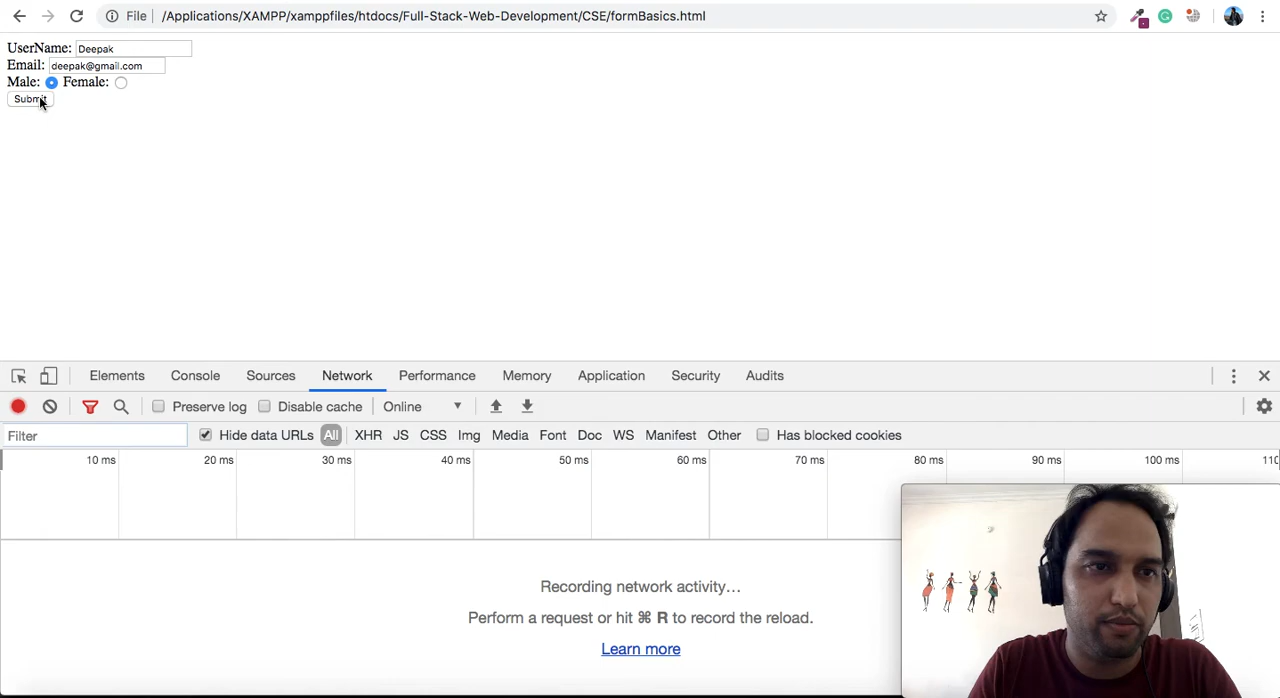 File /Applications/XAMPP/xamppfiles/htdocs/Full-Stack-Web-Development/CSE/formBasics.html
UserName: Deepak
Email: deepak@gmail.com
Male: Female:
Submit
Elements Console Sources Network Performance Memory Application Security Audits
Preserve log Disable cache Online
Filter Hide data URLs All XHR JS CSS Img Media Font Doc WS Manifest Other Has blocked cookies
10 ms 20 ms 30 ms 40 ms 50 ms 60 ms 70 ms 80 ms 90 ms 100 ms 110
Recording network activity…
Perform a request or hit ⌘ R to record the reload.
Learn more